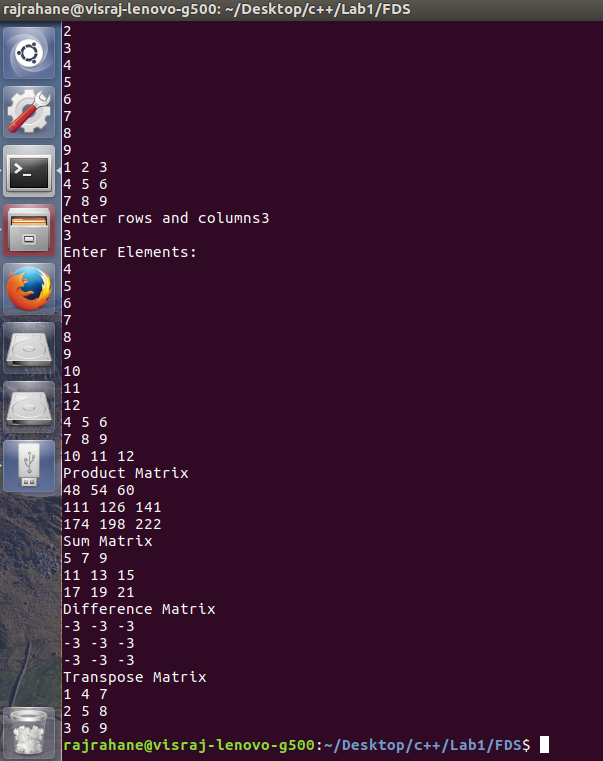 rajrahane@visraj-lenovo-g500: ~/Desktop/c++/Lab1/FDS
2
3
4
5
6
7
8
9
1 2 3
4 5 6
7 8 9
enter rows and columns3
3
Enter Elements:
4
5
6
7
8
9
10
11
12
4 5 6
7 8 9
10 11 12
Product Matrix
48 54 60
111 126 141
174 198 222
Sum Matrix
5 7 9
11 13 15
17 19 21
Difference Matrix
-3 -3 -3
-3 -3 -3
-3 -3 -3
Transpose Matrix
1 4 7
2 5 8
3 6 9
rajrahane@visraj-lenovo-g500:~/Desktop/c++/Lab1/FDS$